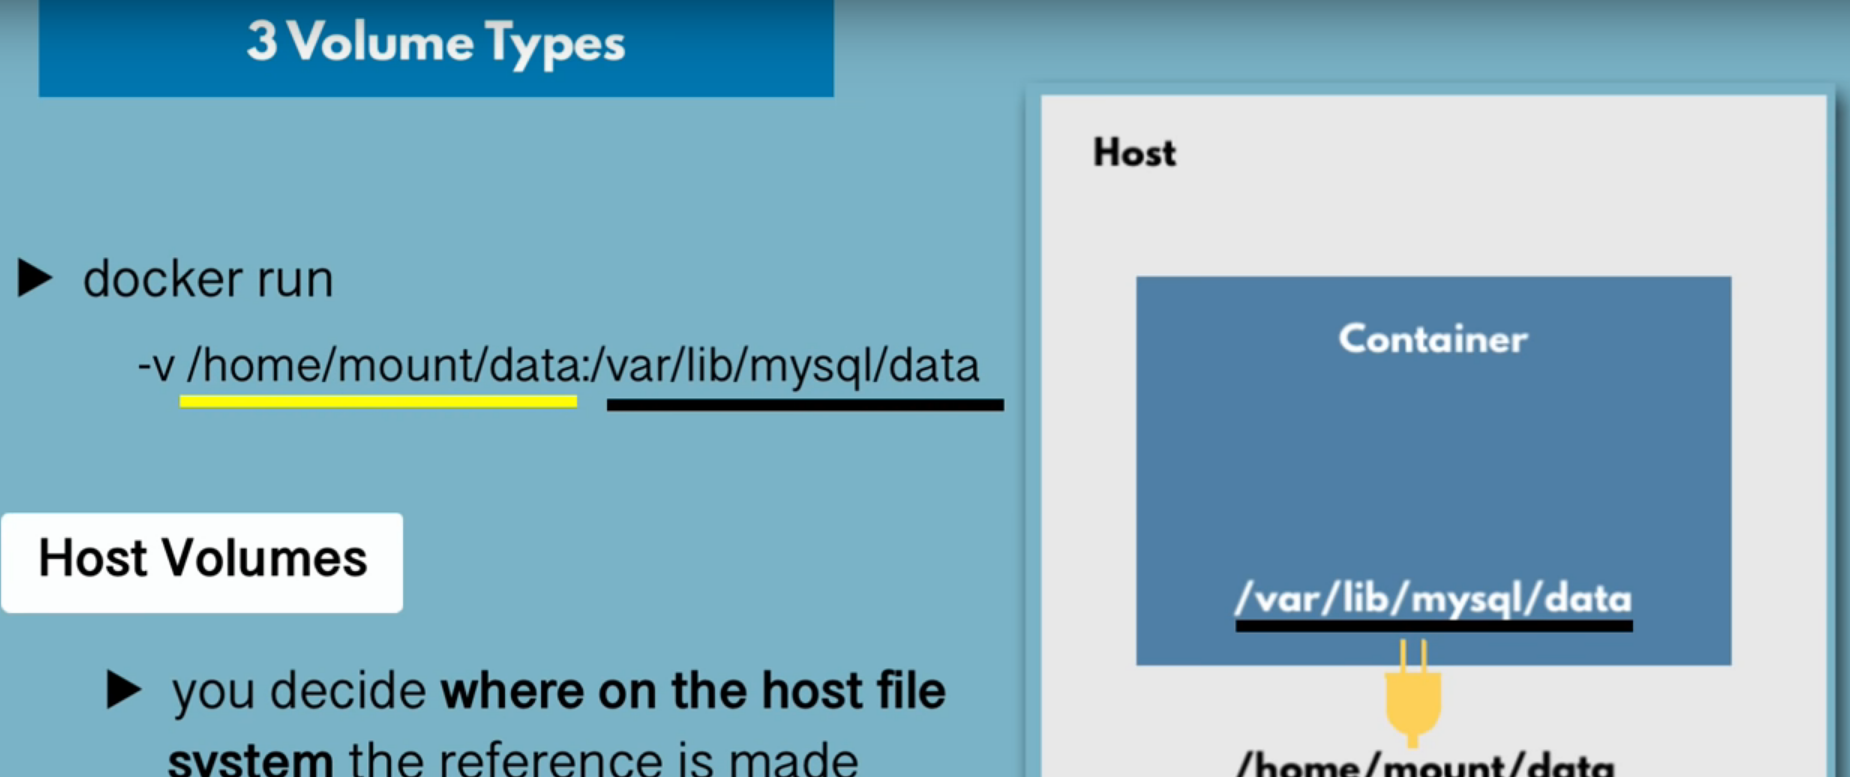 3 Volume Types
Host
docker run
Container
-v /home/mount/data:/var/lib/mysql/data
Host Volumes
/var/lib/mysql/data
you decide where on the host file
system the reference is made
/home/mount/data